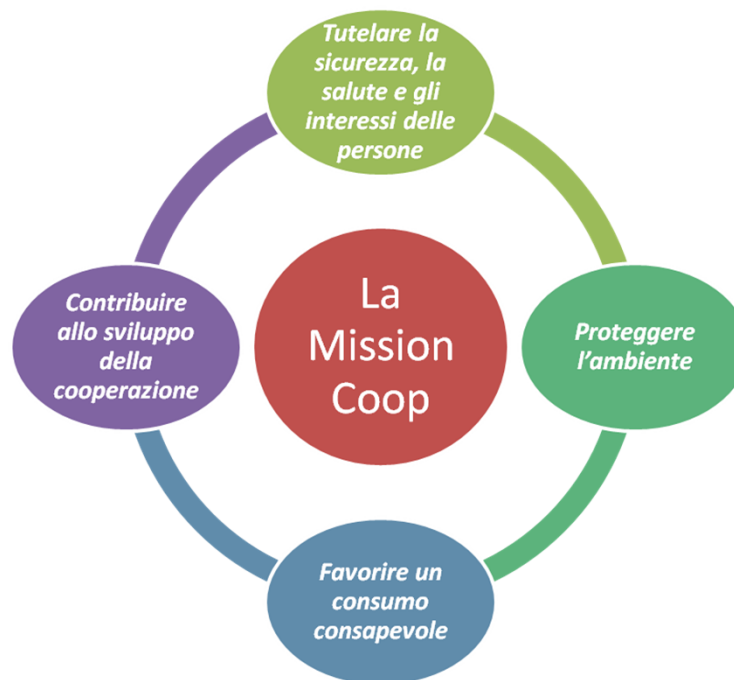 Tutelare la
sicurezza, la
salute e gli
interessi delle
persone
Contribuire
allo sviluppo
della
cooperazione
La
Mission
Coop
Proteggere
l’ambiente
Favorire un
consumo
consapevole